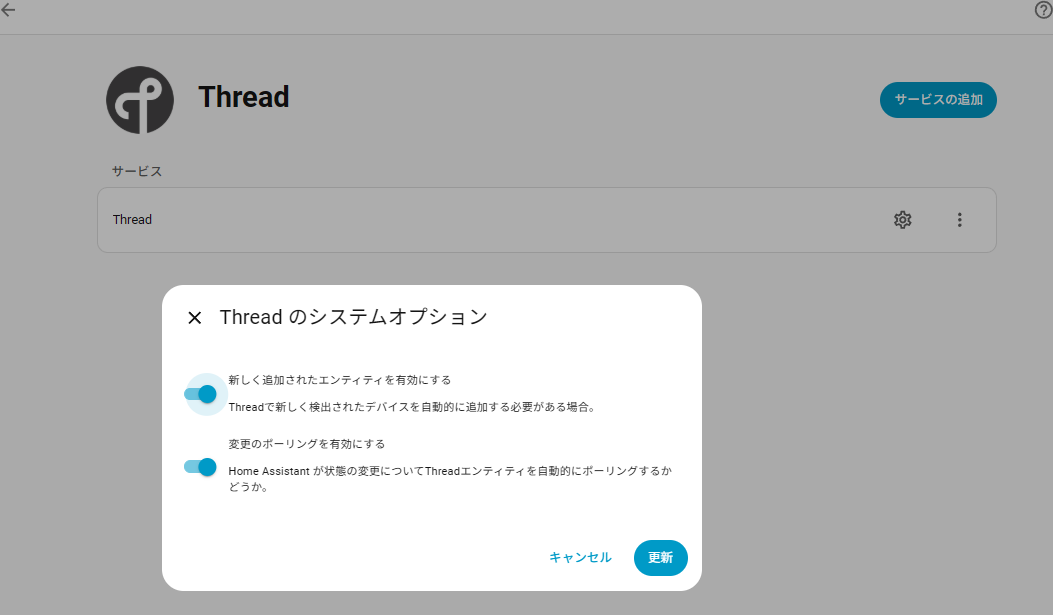 Thread
サービスの追加
サービス
Thread
Thread のシステムオプション
新しく追加されたエンティティを有効にする
Threadで新しく検出されたデバイスを自動的に追加する必要がある場合。
変更のポーリングを有効にする
Home Assistant が状態の変更についてThreadエンティティを自動的にポーリングするか
どうか。
キャンセル
更新